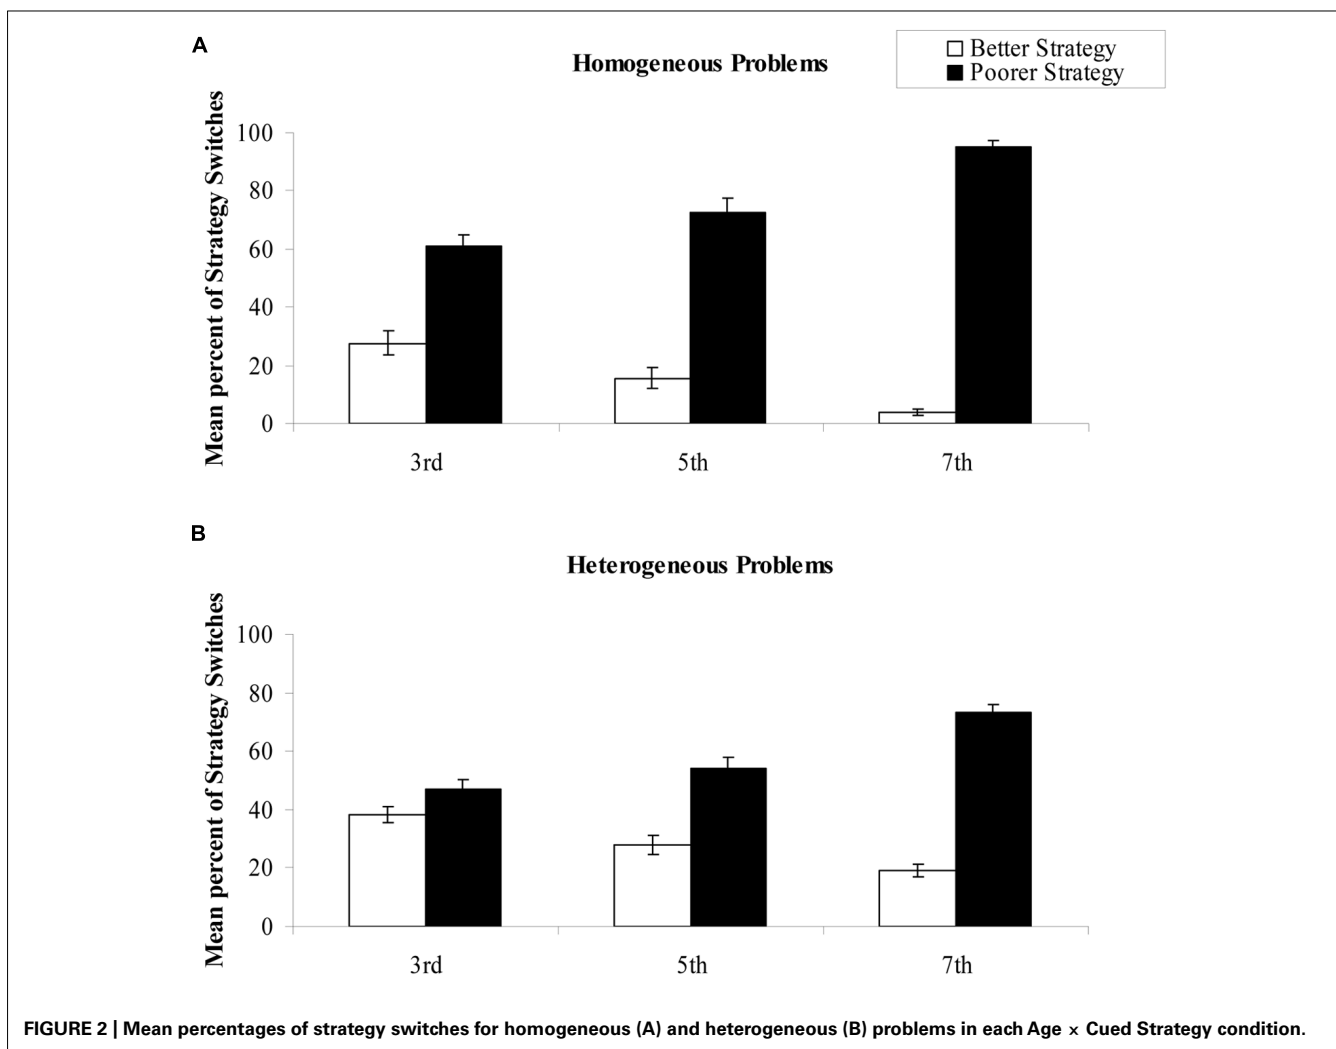 A
Homogeneous Problems
Better Strategy
Poorer Strategy
Mean percent of Strategy Switches
100
80
60
40
20
0
3rd 5th 7th
B
Heterogeneous Problems
Mean percent of Strategy Switches
100
80
60
40
20
0
3rd 5th 7th
FIGURE 2 | Mean percentages of strategy switches for homogeneous (A) and heterogeneous (B) problems in each Age × Cued Strategy condition.